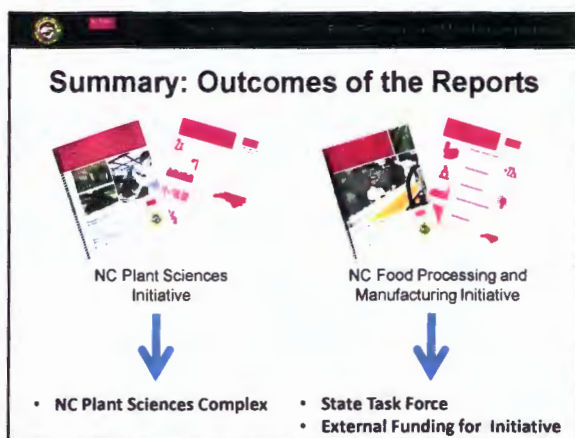 Summary: Outcomes of the Reports
NC Plant Sciences
Initiative
NC Food Processing and
Manufacturing Initiative
• NC Plant Sciences Complex
• State Task Force
• External Funding for Initiative